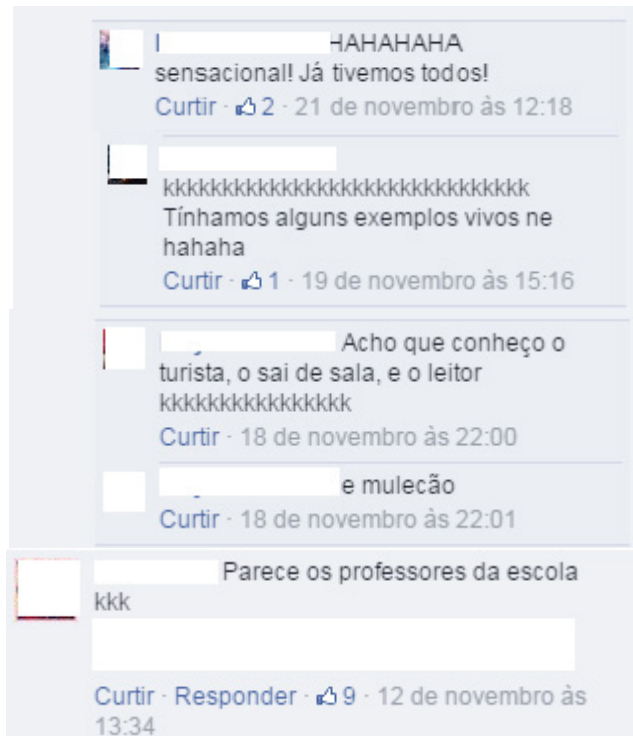 HAHAHAHA
sensacional! Já tivemos todos!
Curtir · 2 · 21 de novembro às 12:18
kkkkkkkkkkkkkkkkkkkkkkkkkkkkkkk
Tínhamos alguns exemplos vivos ne
hahaha
Curtir · 1 · 19 de novembro às 15:16
Acho que conheço o
turista, o sai de sala, e o leitor
kkkkkkkkkkkkkkkk
Curtir · 18 de novembro às 22:00
e mulecão
Curtir · 18 de novembro às 22:01
Parece os professores da escola
kkk
Curtir · Responder · 9 · 12 de novembro às
13:34